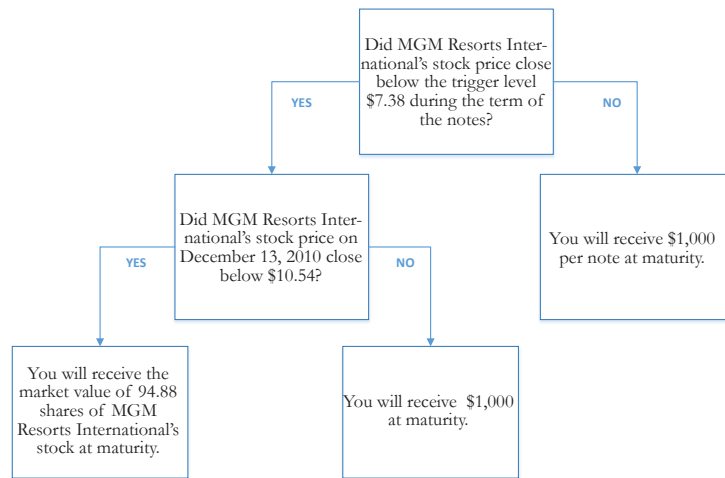 Did MGM Resorts Inter-
national’s stock price close
below the trigger level
$7.38 during the term of
the notes?
YES
NO
Did MGM Resorts Inter-
national’s stock price on
December 13, 2010 close
below $10.54?
You will receive $1,000
per note at maturity.
YES
NO
You will receive the
market value of 94.88
shares of MGM
Resorts International’s
stock at maturity.
You will receive $1,000
at maturity.